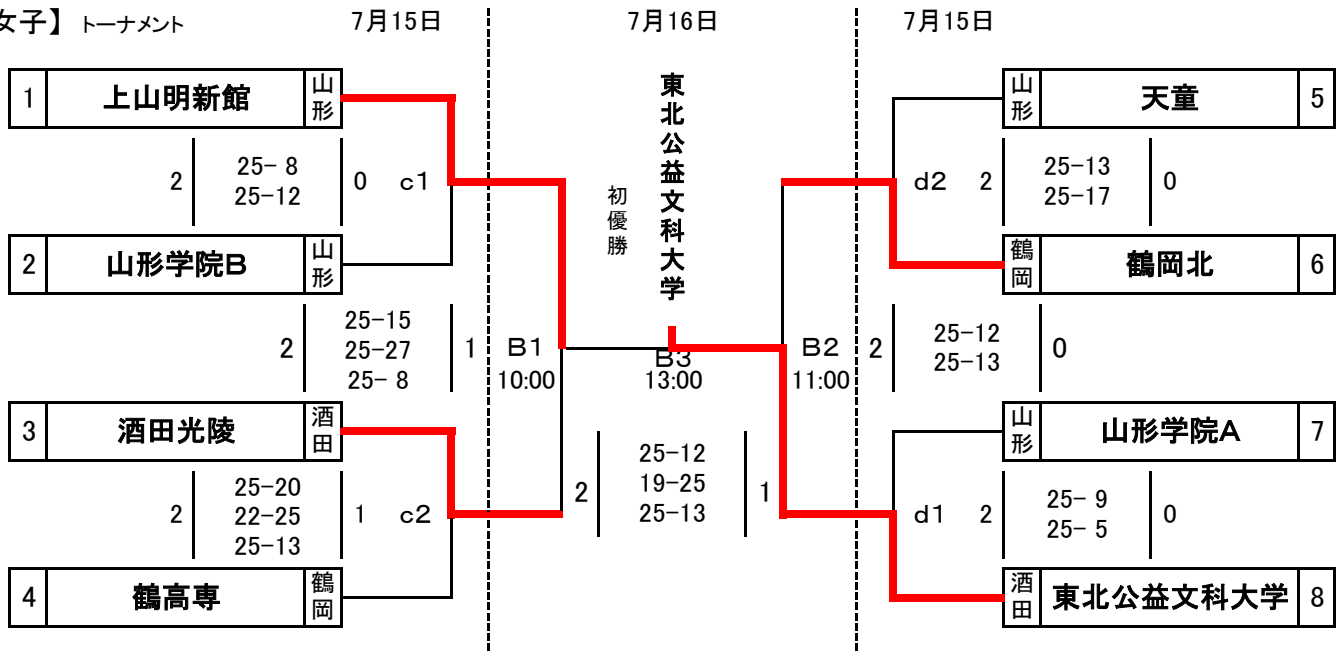 女子】 トーナメント
7月15日
7月16日
7月15日
1 上山明新館 山形
2 25- 8 0 c1
25-12
2 山形学院B 山形
2 25-15 1
25-27
25- 8
B1
10:00
3 酒田光陵 酒田
2 25-20 1 c2
22-25
25-13
4 鶴高専 鶴岡
東北公益文科大学
初優勝
B3
13:00
2 25-12 1
19-25
25-13
山形 天童 5
d2 2 25-13 0
25-17
鶴岡 鶴岡北 6
B2
11:00
2 25-12 0
25-13
山形 山形学院A 7
d1 2 25- 9 0
25- 5
酒田 東北公益文科大学 8